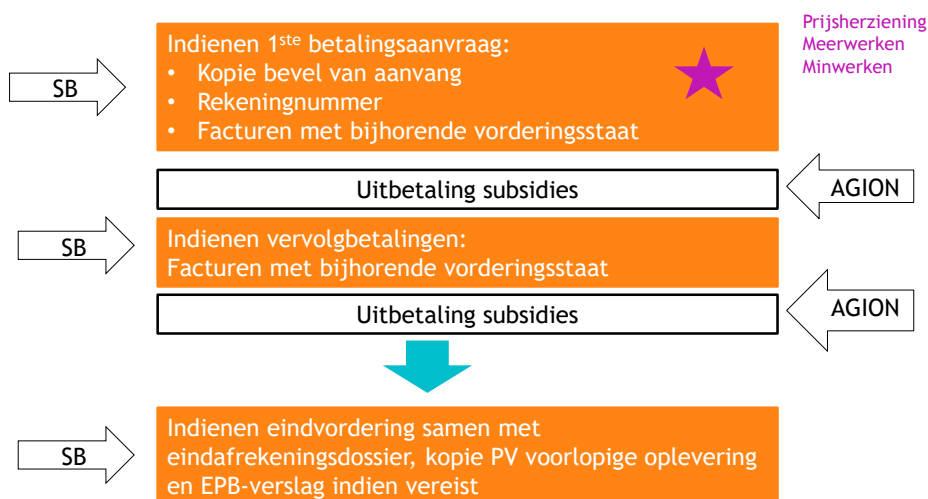 Indienen 1ste betalingsaanvraag:
• Kopie bevel van aanvang
• Rekeningnummer
• Facturen met bijhorende vorderingsstaat
Prijsherziening
Meerwerken
Minwerken
SB
Uitbetaling subsidies
AGION
SB
Indienen vervolgbetalingen:
Facturen met bijhorende vorderingsstaat
Uitbetaling subsidies
AGION
SB
Indienen eindvordering samen met
eindafrekeningsdossier, kopie PV voorlopige oplevering
en EPB-verslag indien vereist